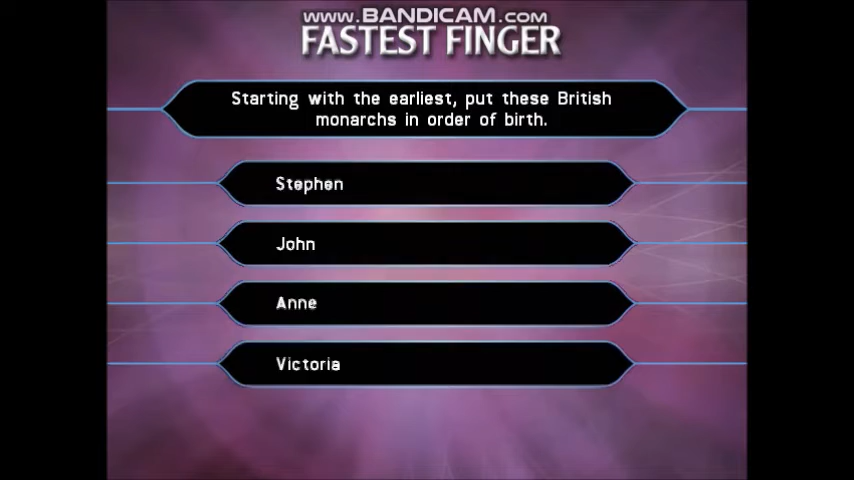 www.BANDICAM.com
FASTEST FINGER
Starting with the earliest, put these British
monarchs in order of birth.
Stephen
John
Anne
Victoria